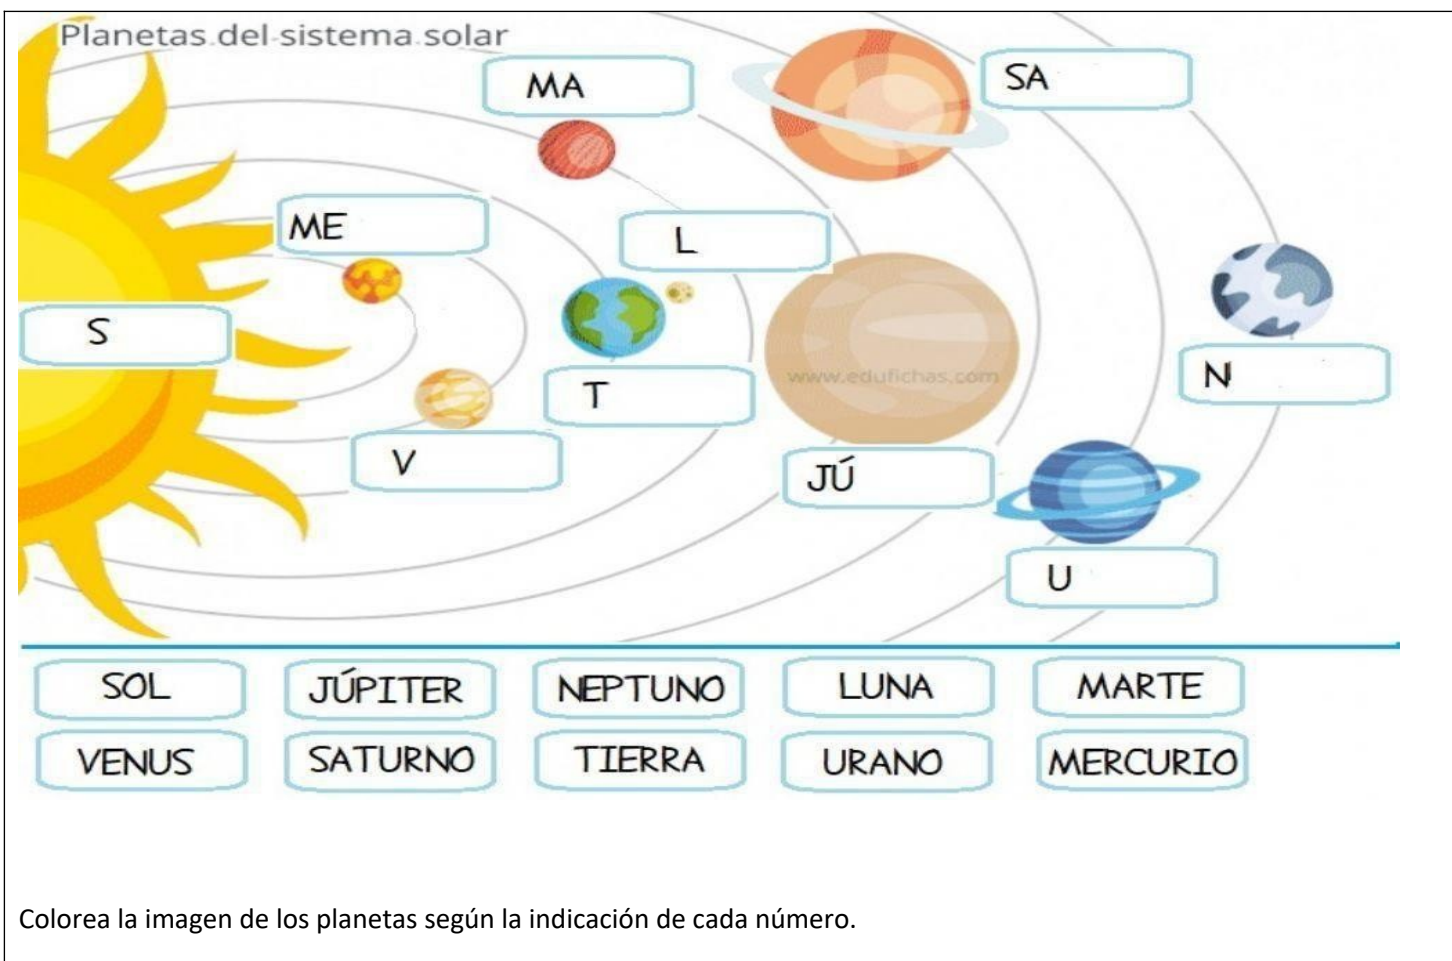 Planetas del sistema solar
MA
SA
ME
L
S
N
T
V
JÚ
www.edufichas.com
U
SOL JÚPITER NEPTUNO LUNA MARTE
VENUS SATURNO TIERRA URANO MERCURIO
Colorea la imagen de los planetas según la indicación de cada número.